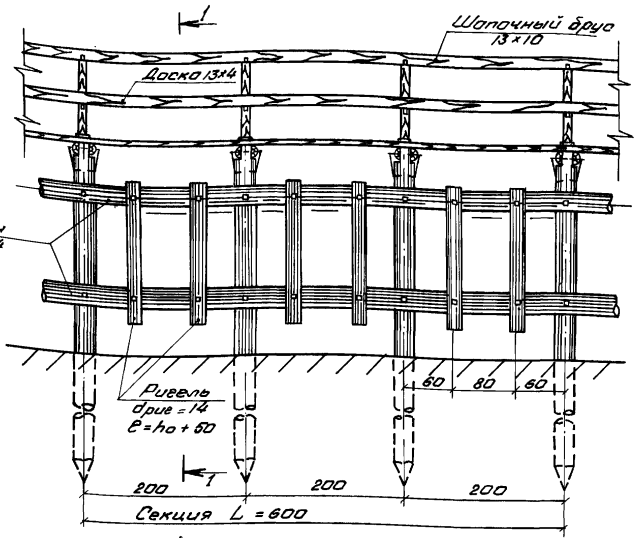 1
Шапочный брус
13×10
Доска 13×4
60 80 60
Ригель
dриг = 14
ℓ = h₀ + 50
1
200 200 200
Секция L = 600